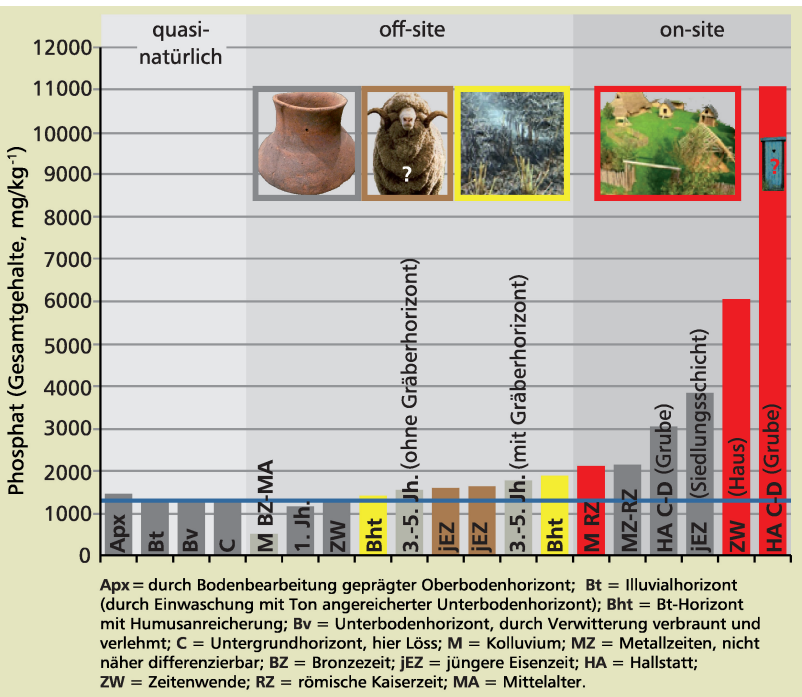 quasi-
natürlich
off-site
on-site
Phosphat (Gesamtgehalte, mg/kg⁻¹)
12000
11000
10000
9000
8000
7000
6000
5000
4000
3000
2000
1000
0
?
?
Apx
Bt
Bv
C
M BZ-MA
1. Jh.
ZW
Bht
3.-5. Jh. (ohne Gräberhorizont)
jEZ
jEZ
3.-5. Jh. (mit Gräberhorizont)
Bht
M RZ
MZ-RZ
HA C-D (Grube)
jEZ (Siedlungsschicht)
ZW (Haus)
HA C-D (Grube)
Apx = durch Bodenbearbeitung geprägter Oberbodenhorizont; Bt = Illuvialhorizont
(durch Einwaschung mit Ton angereicherter Unterbodenhorizont); Bht = Bt-Horizont
mit Humusanreicherung; Bv = Unterbodenhorizont, durch Verwitterung verbraunt und
verlehmt; C = Untergrundhorizont, hier Löss; M = Kolluvium; MZ = Metallzeiten, nicht
näher differenzierbar; BZ = Bronzezeit; jEZ = jüngere Eisenzeit; HA = Hallstatt;
ZW = Zeitenwende; RZ = römische Kaiserzeit; MA = Mittelalter.